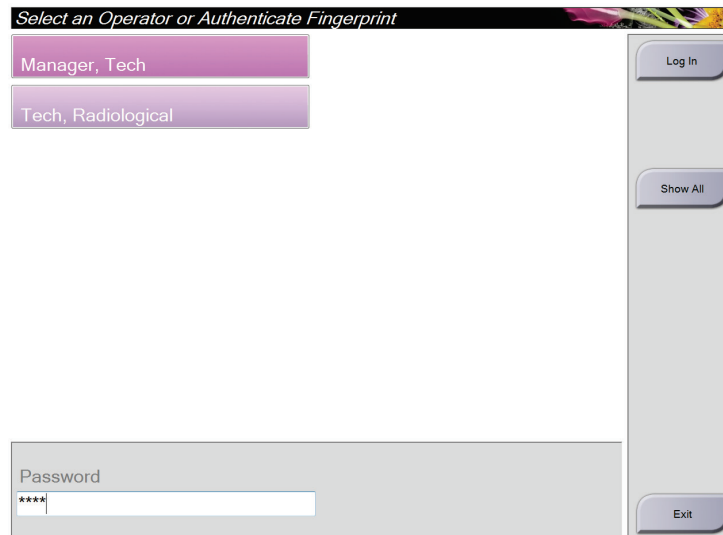 Select an Operator or Authenticate Fingerprint
Manager, Tech
Log In
Tech, Radiological
Show All
Password
****
Exit